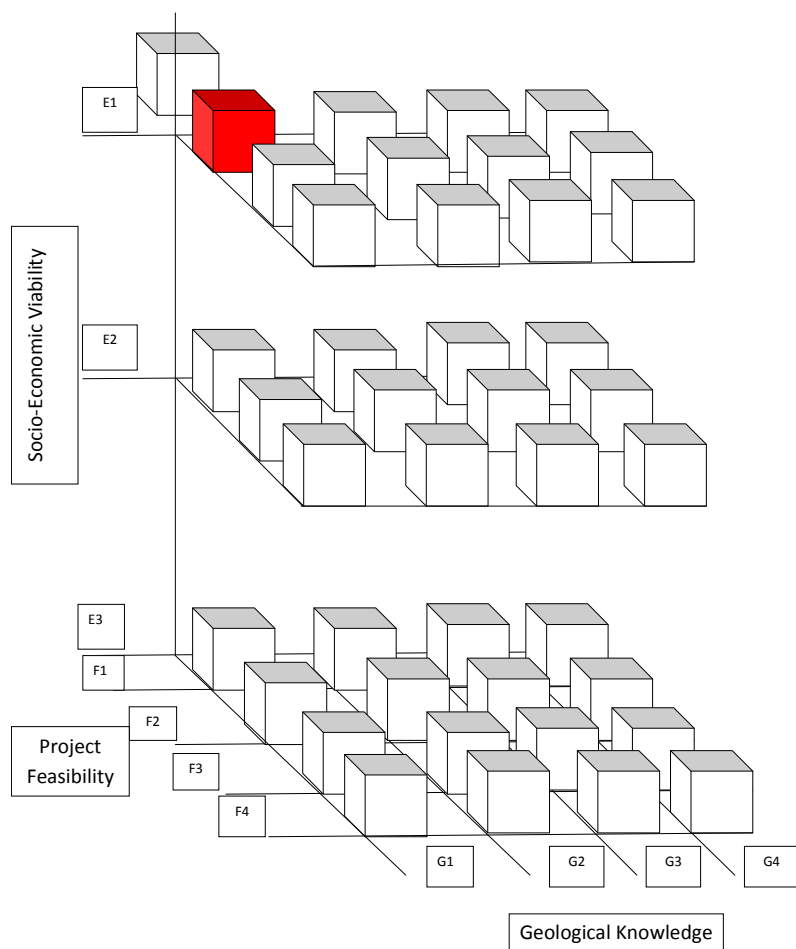 E1
Socio-Economic Viability
E2
E3
F1
F2
Project
Feasibility
F3
F4
G1
G2
G3
G4
Geological Knowledge